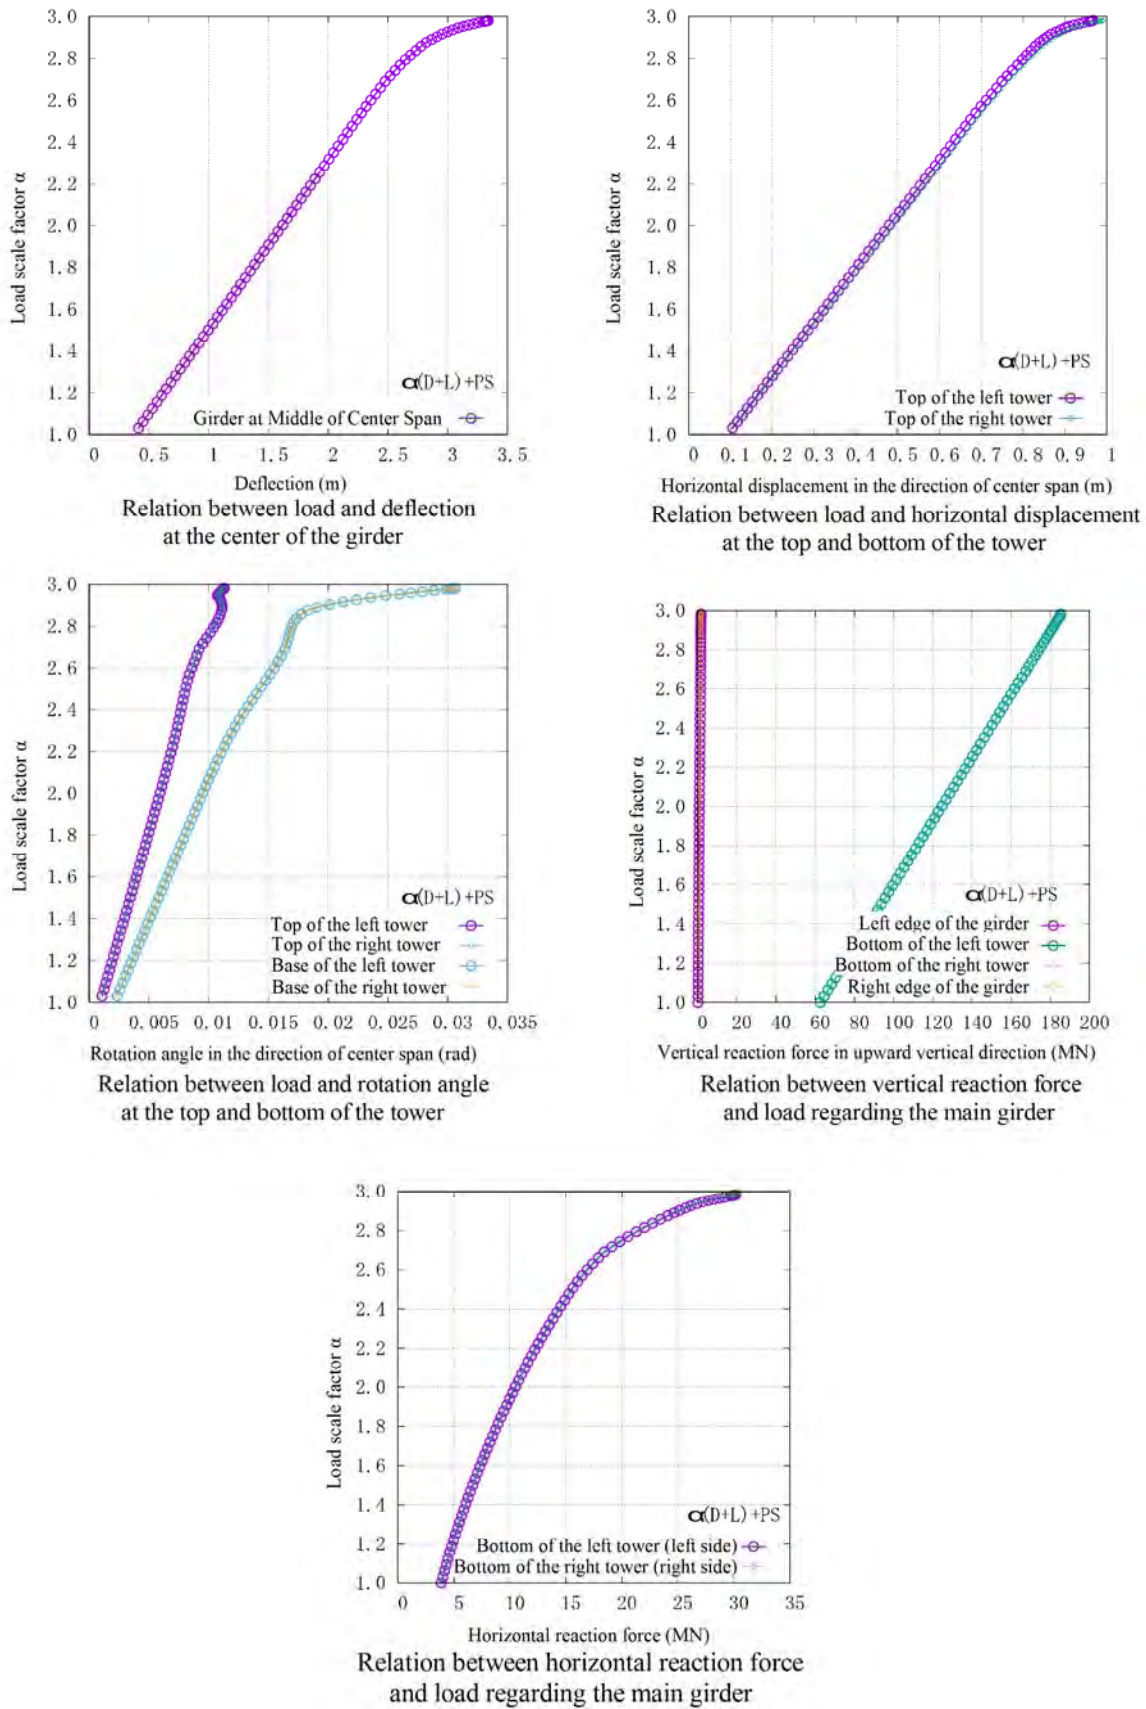 3.0
2.8
2.6
2.4
2.2
2.0
1.8
1.6
1.4
1.2
1.0
Load scale factor α
α(D+L)+PS
Girder at Middle of Center Span
0 0.5 1 1.5 2 2.5 3 3.5
Deflection (m)
Relation between load and deflection
at the center of the girder
3.0
2.8
2.6
2.4
2.2
2.0
1.8
1.6
1.4
1.2
1.0
Load scale factor α
α(D+L)+PS
Top of the left tower
Top of the right tower
0 0.1 0.2 0.3 0.4 0.5 0.6 0.7 0.8 0.9 1
Horizontal displacement in the direction of center span (m)
Relation between load and horizontal displacement
at the top and bottom of the tower
3.0
2.8
2.6
2.4
2.2
2.0
1.8
1.6
1.4
1.2
1.0
Load scale factor α
α(D+L)+PS
Top of the left tower
Top of the right tower
Base of the left tower
Base of the right tower
0 0.005 0.01 0.015 0.02 0.025 0.03 0.035
Rotation angle in the direction of center span (rad)
Relation between load and rotation angle
at the top and bottom of the tower
3.0
2.8
2.6
2.4
2.2
2.0
1.8
1.6
1.4
1.2
1.0
Load scale factor α
α(D+L)+PS
Left edge of the girder
Bottom of the left tower
Bottom of the right tower
Right edge of the girder
0 20 40 60 80 100 120 140 160 180 200
Vertical reaction force in upward vertical direction (MN)
Relation between vertical reaction force
and load regarding the main girder
3.0
2.8
2.6
2.4
2.2
2.0
1.8
1.6
1.4
1.2
1.0
Load scale factor α
α(D+L)+PS
Bottom of the left tower (left side)
Bottom of the right tower (right side)
0 5 10 15 20 25 30 35
Horizontal reaction force (MN)
Relation between horizontal reaction force
and load regarding the main girder